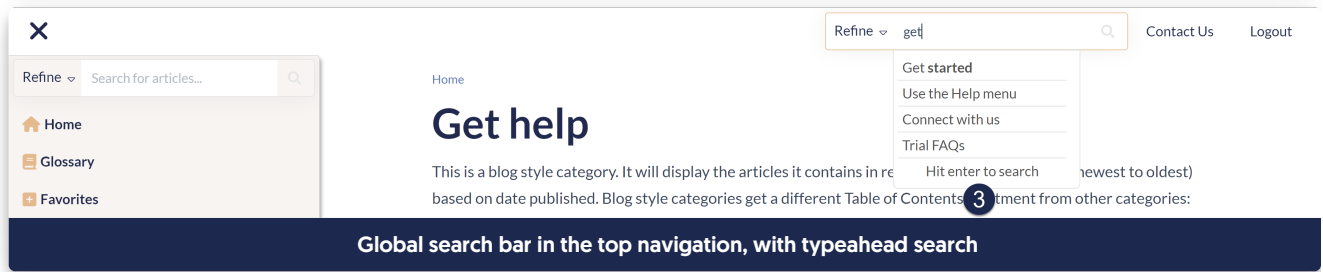 Refine get Contact Us Logout
Refine Search for articles...
Home
Glossary
Favorites
Get started
Use the Help menu
Connect with us
Trial FAQs
Hit enter to search
3
Home
Get help
This is a blog style category. It will display the articles it contains in re newest to oldest)
based on date published. Blog style categories get a different Table of Contents tment from other categories:
Global search bar in the top navigation, with typeahead search